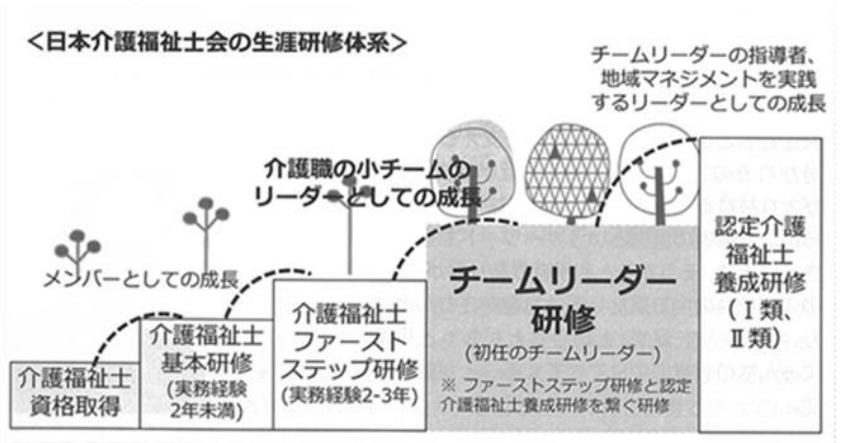 <日本介護福祉士会の生涯研修体系>
チームリーダーの指導者、
地域マネジメントを実践
するリーダーとしての成長
介護職の小チームの
リーダーとしての成長
メンバーとしての成長
介護福祉士
資格取得
介護福祉士
基本研修
(実務経験
2年未満)
介護福祉士
ファースト
ステップ研修
(実務経験2-3年)
チームリーダー
研修
(初任のチームリーダー)
※ ファーストステップ研修と認定
介護福祉士養成研修を繋ぐ研修
認定介護
福祉士
養成研修
(Ⅰ類、
Ⅱ類)